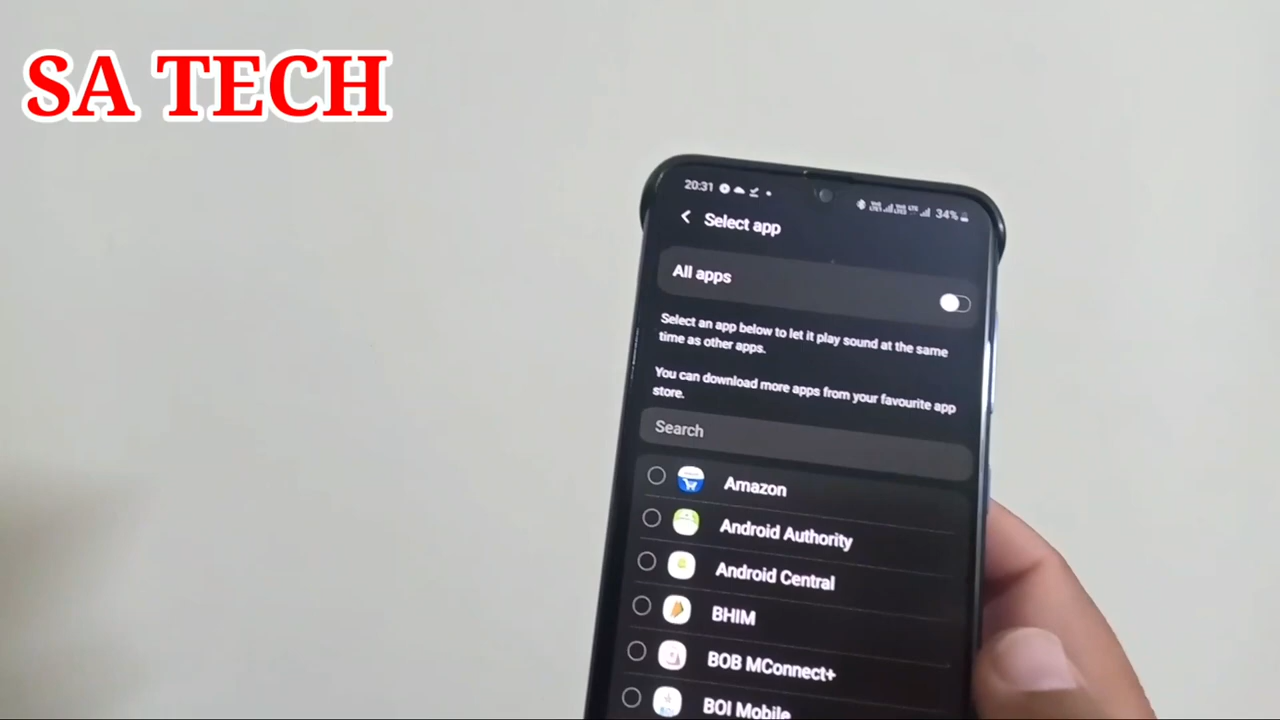 SA TECH
20:31
34%
Select app
All apps
Select an app below to let it play sound at the same
time as other apps.
You can download more apps from your favourite app
store.
Search
Amazon
Android Authority
Android Central
BHIM
BOB MConnect+
BOI Mobile